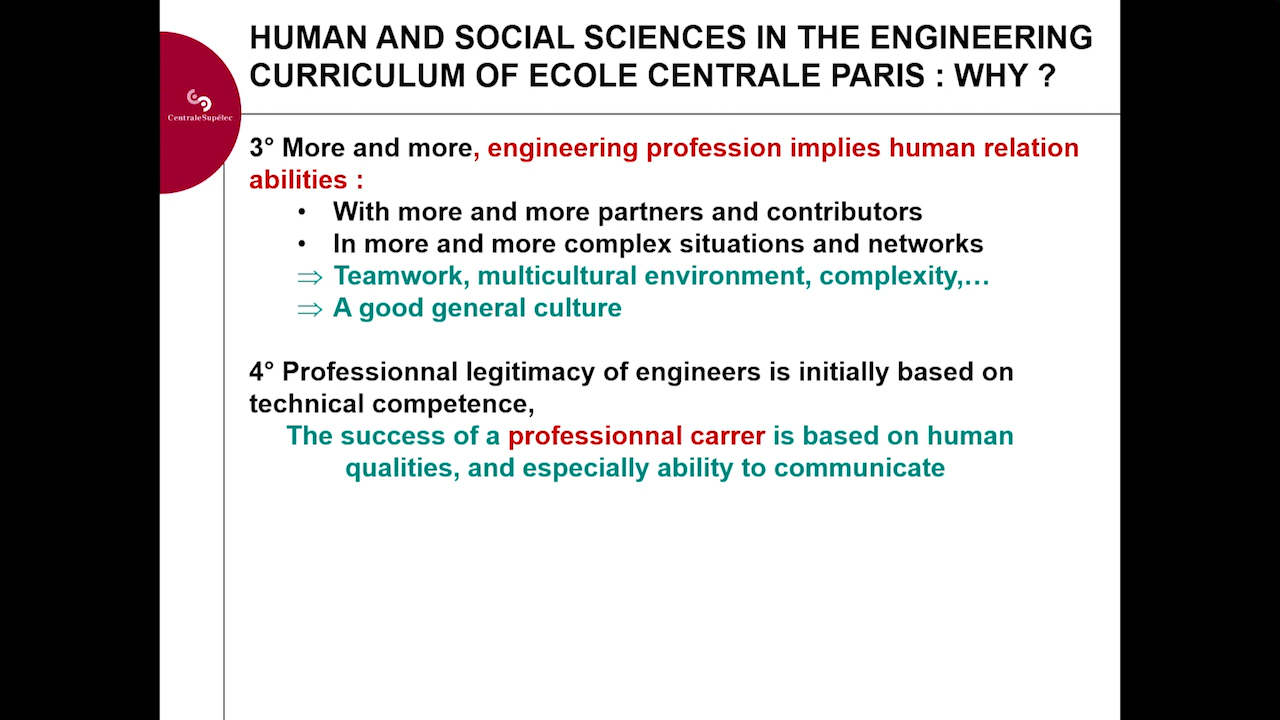 HUMAN AND SOCIAL SCIENCES IN THE ENGINEERING
CURRICULUM OF ECOLE CENTRALE PARIS : WHY ?
CentraleSupélec
3° More and more, engineering profession implies human relation
abilities :
• With more and more partners and contributors
• In more and more complex situations and networks
⇒ Teamwork, multicultural environment, complexity,…
⇒ A good general culture
4° Professionnal legitimacy of engineers is initially based on
technical competence,
The success of a professionnal carrer is based on human
qualities, and especially ability to communicate